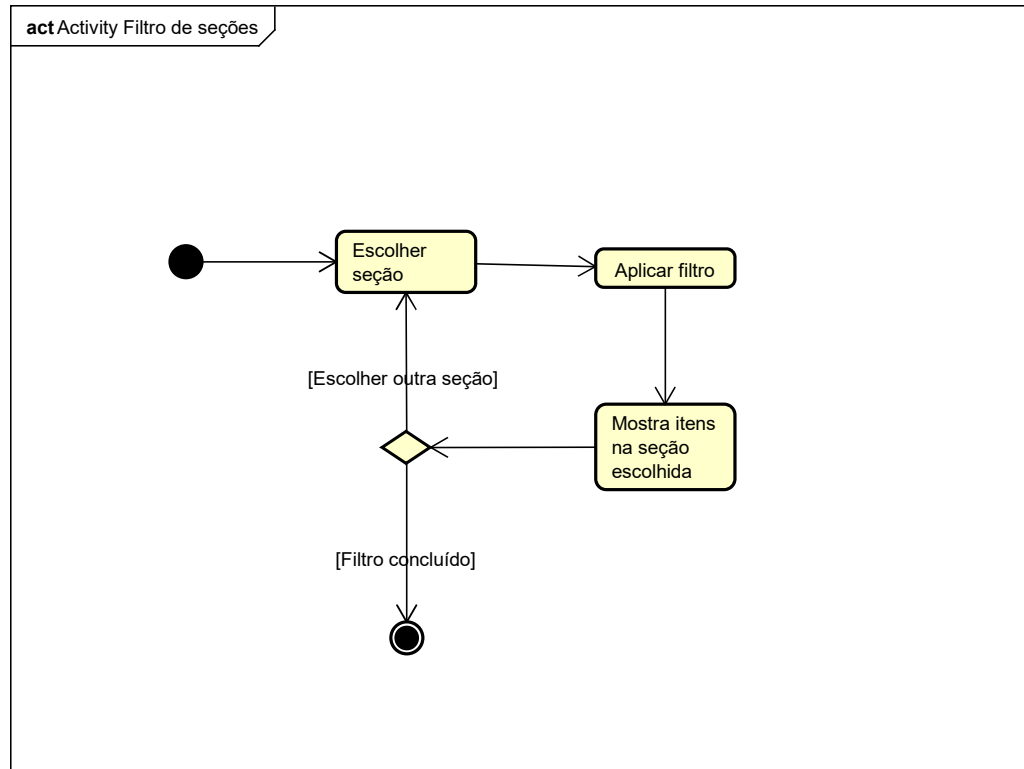 act Activity Filtro de seções
Escolher
seção
Aplicar filtro
[Escolher outra seção]
Mostra itens
na seção
escolhida
[Filtro concluído]